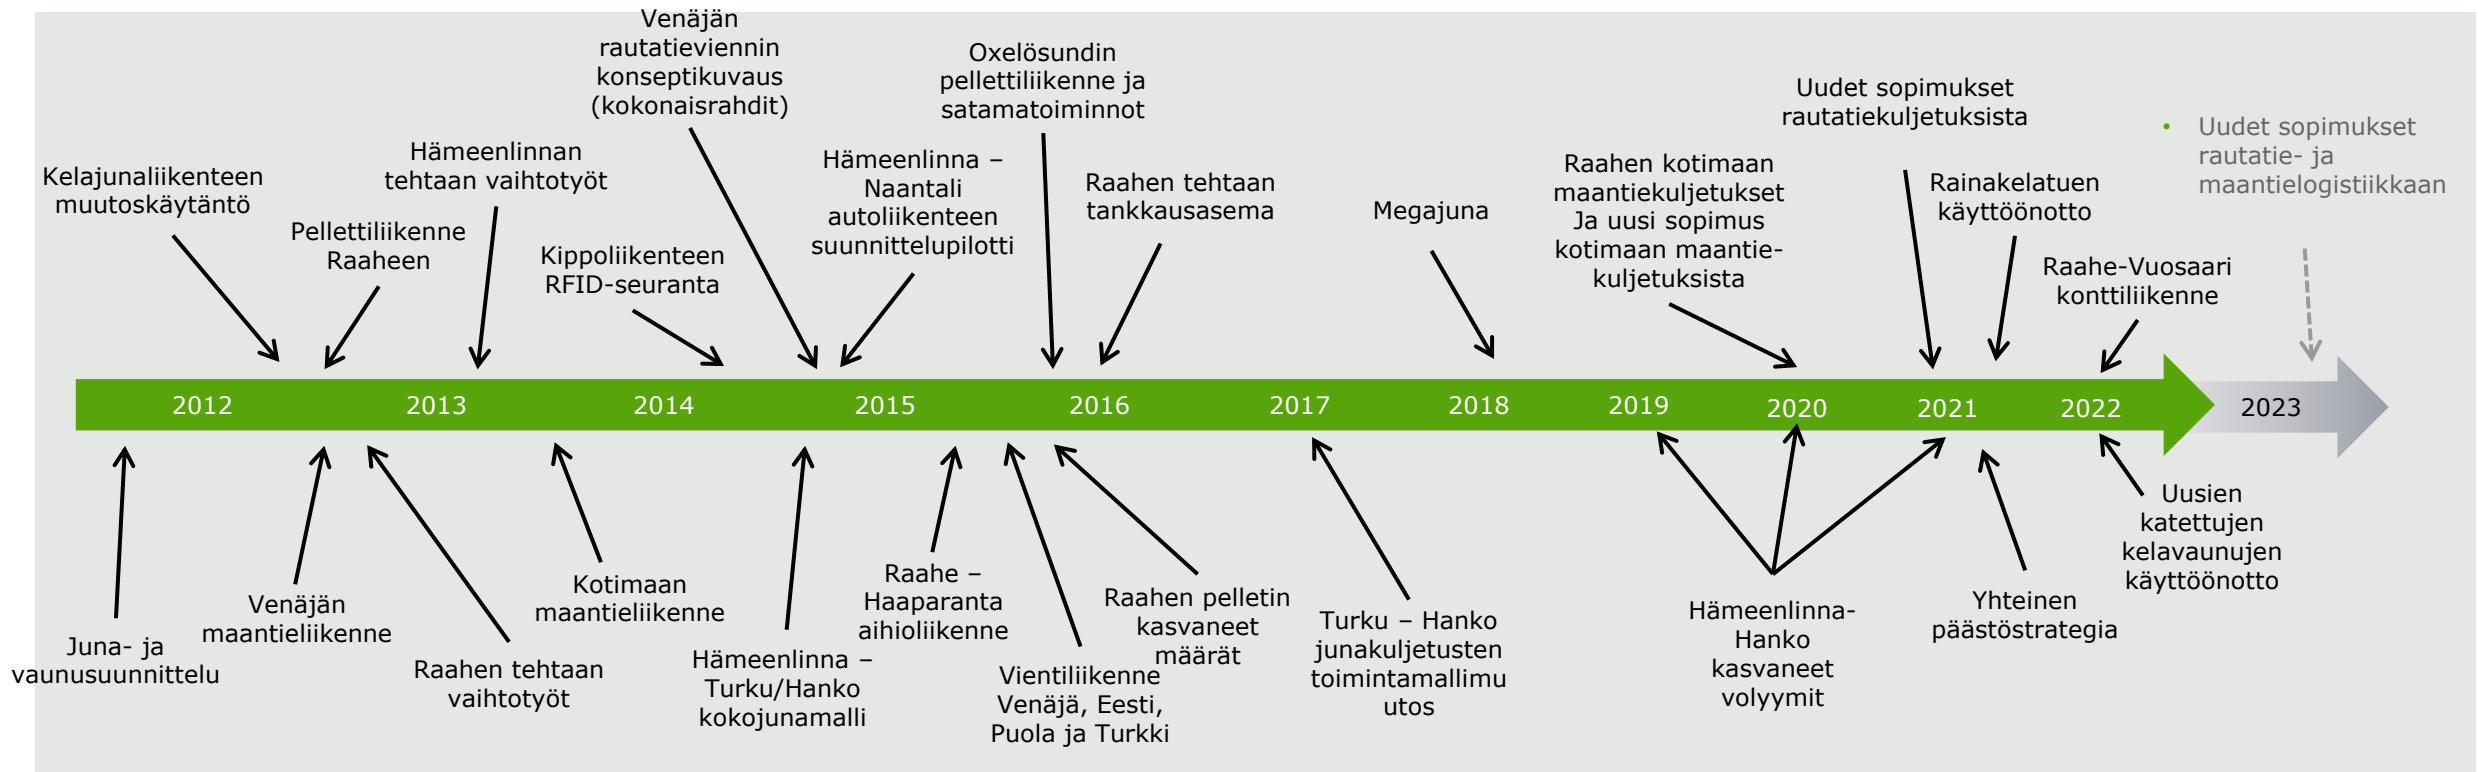 Venäjän
rautatieviennin
konseptikuvaus
(kokonaisrahdit)
Oxelösundin
pellettiliikenne ja
satamatoiminnot
Uudet sopimukset
rautatiekuljetuksista
• Uudet sopimukset
rautatie- ja
maantielogistiikkaan
Kelajunaliikenteen
muutoskäytäntö
Hämeenlinnan
tehtaan vaihtotyöt
Hämeenlinna –
Naantali
autoliikenteen
suunnittelupilotti
Raahen tehtaan
tankkausasema
Megajuna
Raahen kotimaan
maantiekuljetukset
Ja uusi sopimus
kotimaan maantie-
kuljetuksista
Rainakelatuen
käyttöönotto
Pellettiliikenne
Raaheen
Kippoliikenteen
RFID-seuranta
Raahe-Vuosaari
konttiliikenne
2012
2013
2014
2015
2016
2017
2018
2019
2020
2021
2022
2023
Juna- ja
vaunusuunnittelu
Venäjän
maantieliikenne
Raahen tehtaan
vaihtotyöt
Kotimaan
maantieliikenne
Hämeenlinna –
Turku/Hanko
kokojunamalli
Raahe –
Haaparanta
aihioliikenne
Vientiliikenne
Venäjä, Eesti,
Puola ja Turkki
Raahen pelletin
kasvaneet
määrät
Turku – Hanko
junakuljetusten
toimintamallimu
utos
Hämeenlinna-
Hanko
kasvaneet
volyymit
Yhteinen
päästöstrategia
Uusien
katettujen
kelavaunujen
käyttöönotto